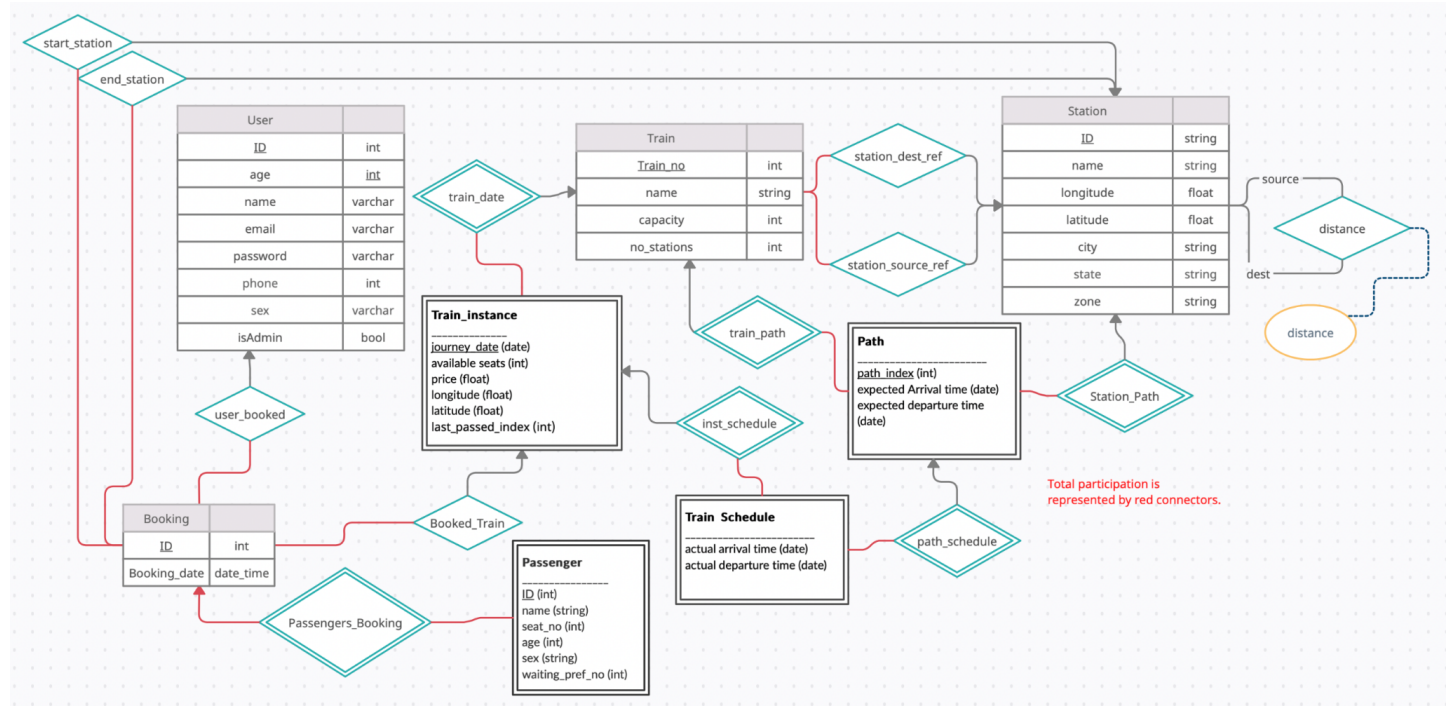 start_station
end_station
User
ID int
age int
name varchar
email varchar
password varchar
phone int
sex varchar
isAdmin bool
train_date
Train
Train_no int
name string
capacity int
no_stations int
station_dest_ref
station_source_ref
Station
ID string
name string
longitude float
latitude float
city string
state string
zone string
source
distance
dest
distance
Train_instance
journey_date (date)
available seats (int)
price (float)
longitude (float)
latitude (float)
last_passed_index (int)
train_path
Path
path_index (int)
expected Arrival time (date)
expected departure time
(date)
Station_Path
user_booked
inst_schedule
Total participation is
represented by red connectors.
Booking
ID int
Booking_date date_time
Booked_Train
Train Schedule
actual arrival time (date)
actual departure time (date)
path_schedule
Passengers_Booking
Passenger
ID (int)
name (string)
seat_no (int)
age (int)
sex (string)
waiting_pref_no (int)